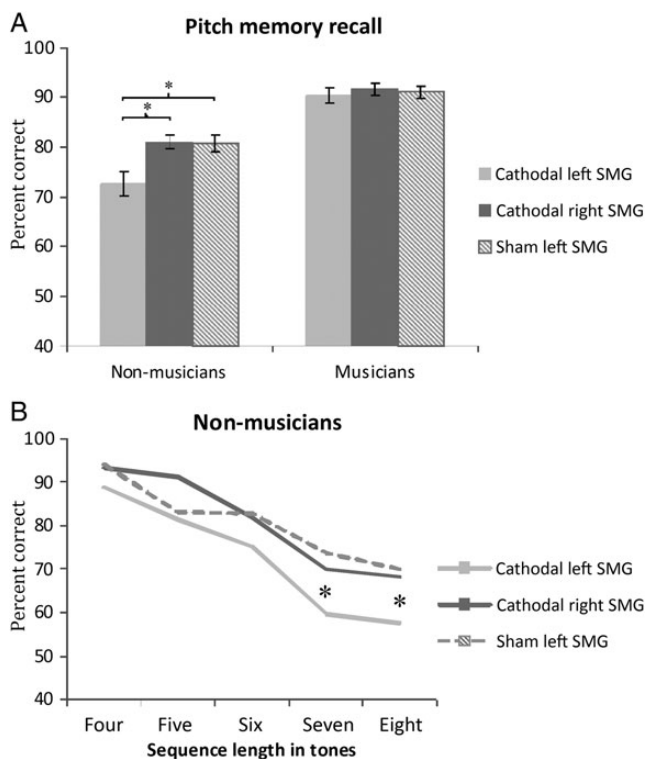 A
Pitch memory recall
100
90
80
70
60
50
40
Percent correct
*
*
Non-musicians
Musicians
Cathodal left SMG
Cathodal right SMG
Sham left SMG
B
Non-musicians
100
90
80
70
60
50
40
Percent correct
*
*
Four Five Six Seven Eight
Sequence length in tones
Cathodal left SMG
Cathodal right SMG
Sham left SMG